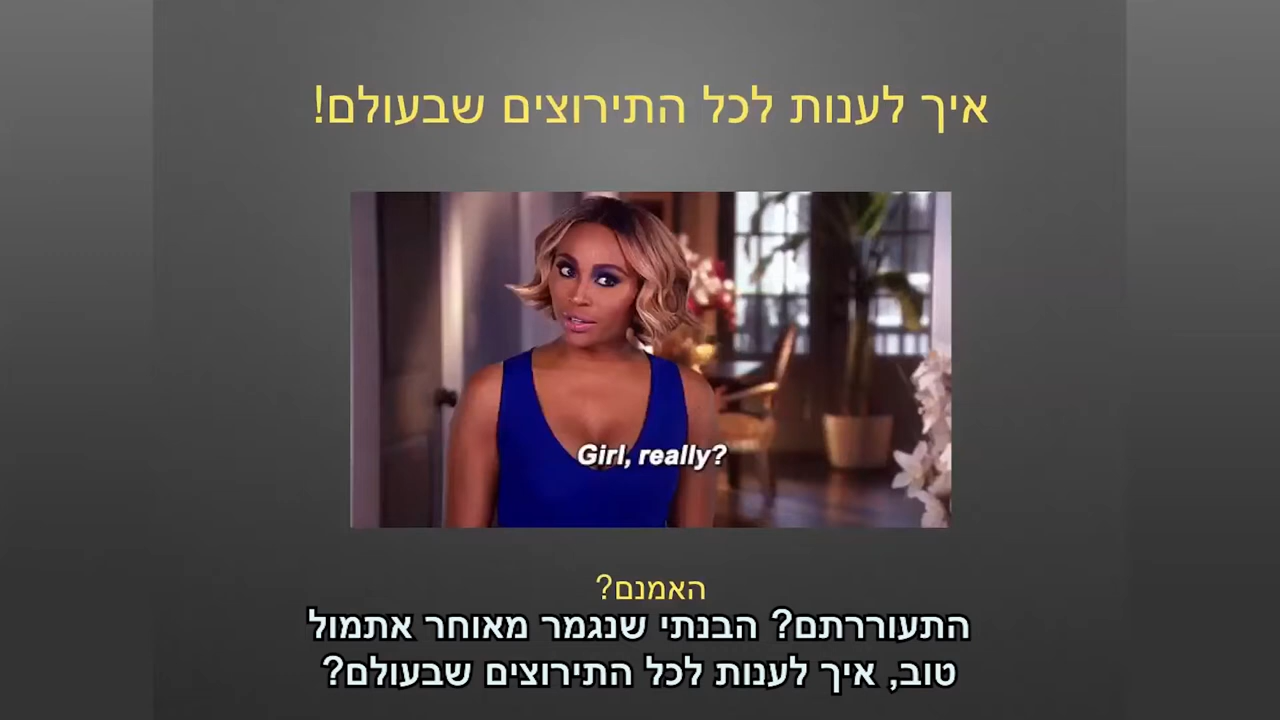 איך לענות לכל התירוצים שבעולם!
Girl, really?
האמנם?
התעוררתם? הבנתי שנגמר מאוחר אתמול
טוב, איך לענות לכל התירוצים שבעולם?